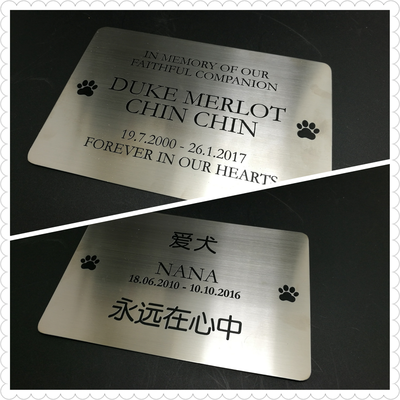 IN MEMORY OF OUR
FAITHFUL COMPANION
DUKE MERLOT
CHIN CHIN
19.7.2000 - 26.1.2017
FOREVER IN OUR HEARTS
爱犬
NANA
18.06.2010 - 10.10.2016
永远在心中